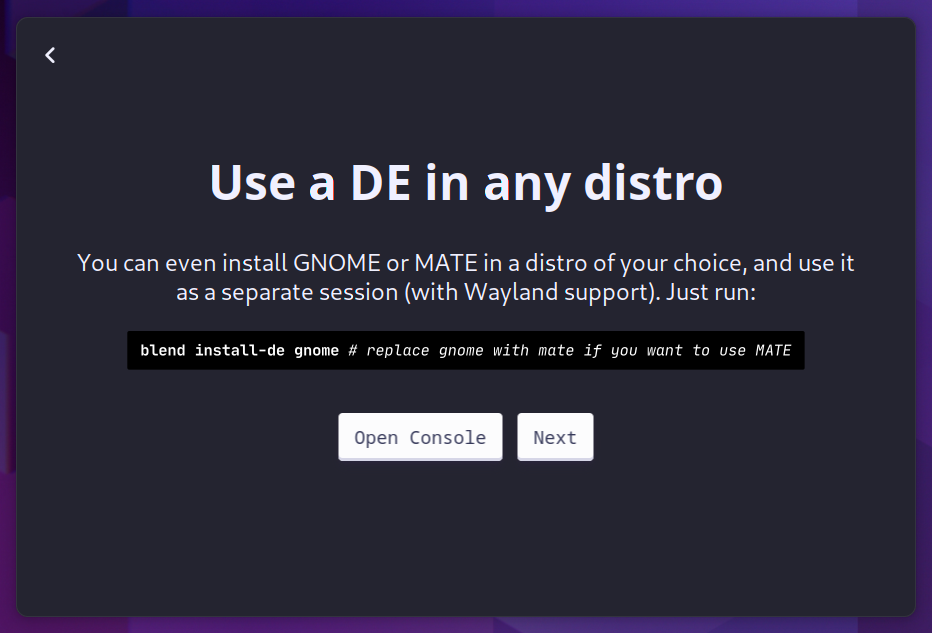 Use a DE in any distro
You can even install GNOME or MATE in a distro of your choice, and use it
as a separate session (with Wayland support). Just run:
blend install-de gnome # replace gnome with mate if you want to use MATE
Open Console Next